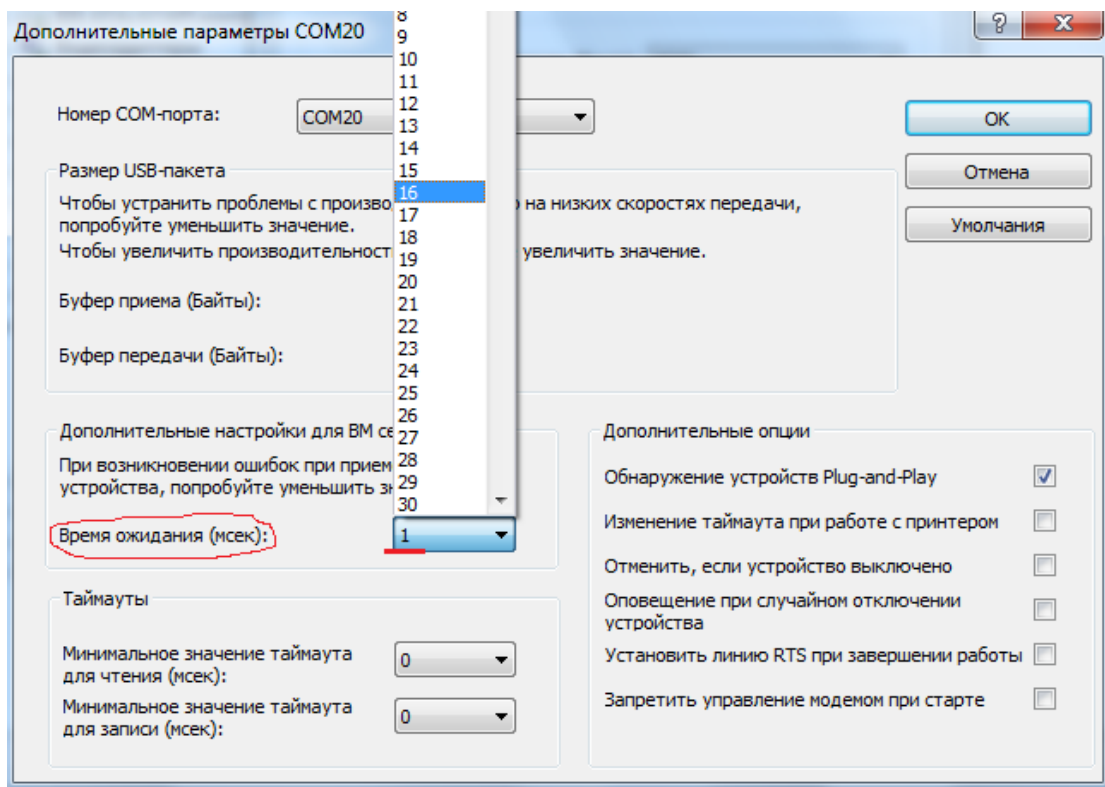 Дополнительные параметры COM20
Номер COM-порта:
COM20
OK
Отмена
Умолчания
Размер USB-пакета
Чтобы устранить проблемы с на низких скоростях передачи,
попробуйте уменьшить значение.
Чтобы увеличить увеличить значение.
Буфер приема (Байты):
Буфер передачи (Байты):
8
9
10
11
12
13
14
15
16
17
18
19
20
21
22
23
24
25
26
27
28
29
30
Дополнительные настройки для ВМ
При возникновении ошибок при
устройства, попробуйте уменьшить
Время ожидания (мсек):
1
Таймауты
Минимальное значение таймаута
для чтения (мсек):
0
Минимальное значение таймаута
для записи (мсек):
0
Дополнительные опции
Обнаружение устройств Plug-and-Play
Изменение таймаута при работе с принтером
Отменить, если устройство выключено
Оповещение при случайном отключении
устройства
Установить линию RTS при завершении работы
Запретить управление модемом при старте